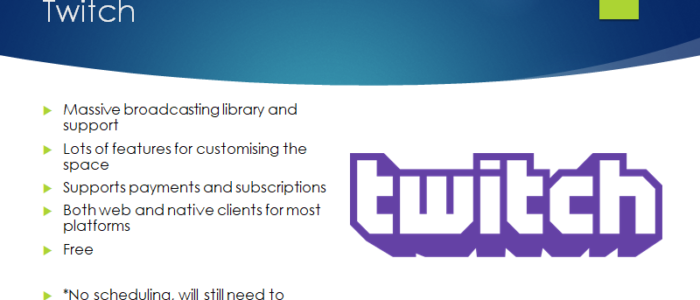 Twitch
Massive broadcasting library and
support
Lots of features for customising the
space
Supports payments and subscriptions
Both web and native clients for most
platforms
Free
twitch
*No scheduling, will still need to